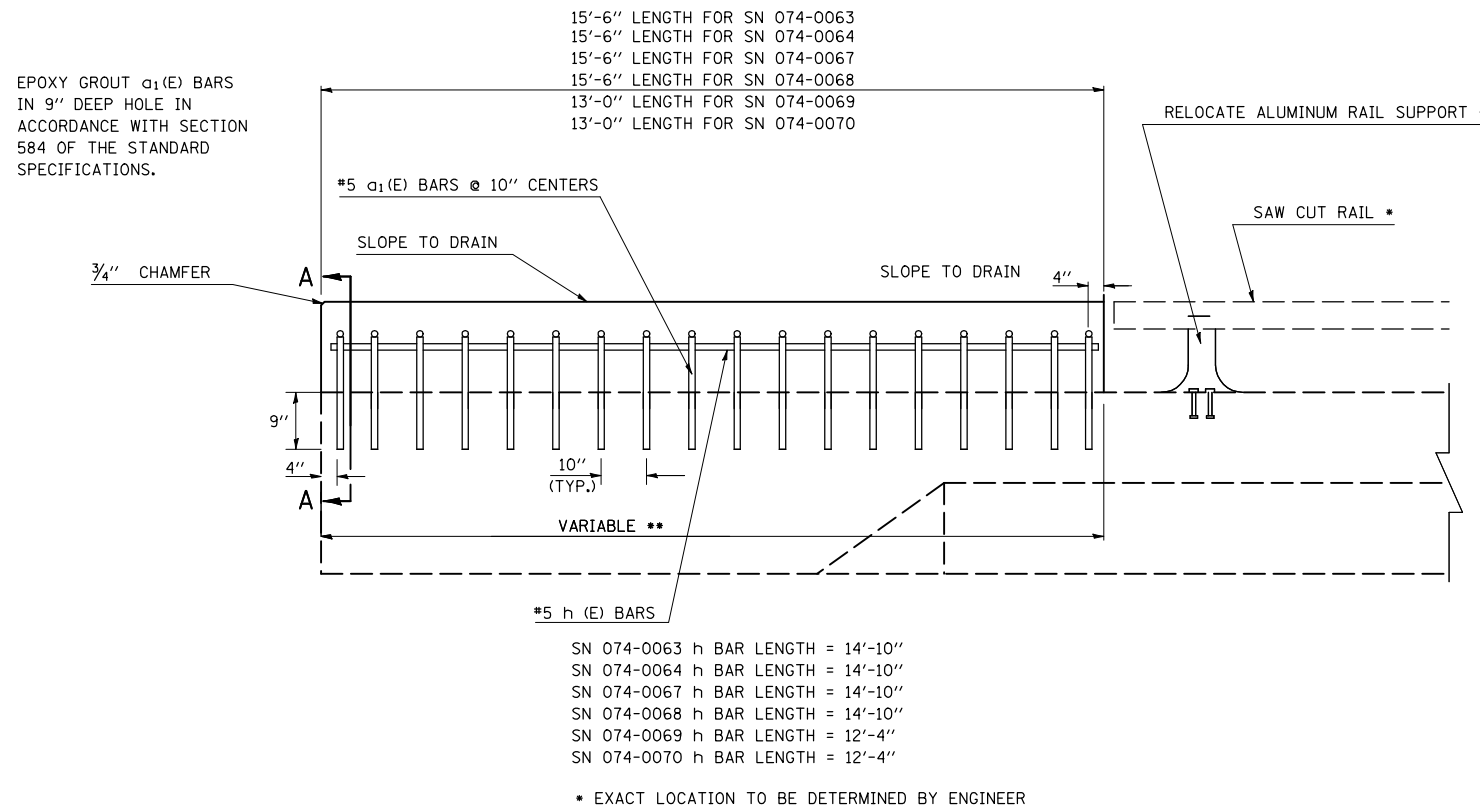 15'-6" LENGTH FOR SN 074-0063
15'-6" LENGTH FOR SN 074-0064
15'-6" LENGTH FOR SN 074-0067
15'-6" LENGTH FOR SN 074-0068
13'-0" LENGTH FOR SN 074-0069
13'-0" LENGTH FOR SN 074-0070
EPOXY GROUT a₁(E) BARS
IN 9" DEEP HOLE IN
ACCORDANCE WITH SECTION
584 OF THE STANDARD
SPECIFICATIONS.
RELOCATE ALUMINUM RAIL SUPPORT
#5 a₁(E) BARS @ 10" CENTERS
SAW CUT RAIL *
SLOPE TO DRAIN
¾" CHAMFER
A
SLOPE TO DRAIN
4"
9"
4"
10"
(TYP.)
A
VARIABLE **
#5 h (E) BARS
SN 074-0063 h BAR LENGTH = 14'-10"
SN 074-0064 h BAR LENGTH = 14'-10"
SN 074-0067 h BAR LENGTH = 14'-10"
SN 074-0068 h BAR LENGTH = 14'-10"
SN 074-0069 h BAR LENGTH = 12'-4"
SN 074-0070 h BAR LENGTH = 12'-4"
* EXACT LOCATION TO BE DETERMINED BY ENGINEER